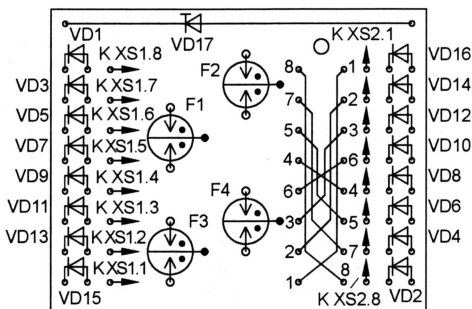 VD1
VD17
К XS2.1
К XS1.8
F2
8
1
VD16
VD3
К XS1.7
7
2
VD14
VD5
К XS1.6
F1
5
3
VD12
VD7
К XS1.5
4
6
VD10
VD9
К XS1.4
6
4
VD8
F4
VD11
К XS1.3
F3
3
5
VD6
VD13
К XS1.2
2
7
VD4
К XS1.1
1
8
VD15
К XS2.8
VD2